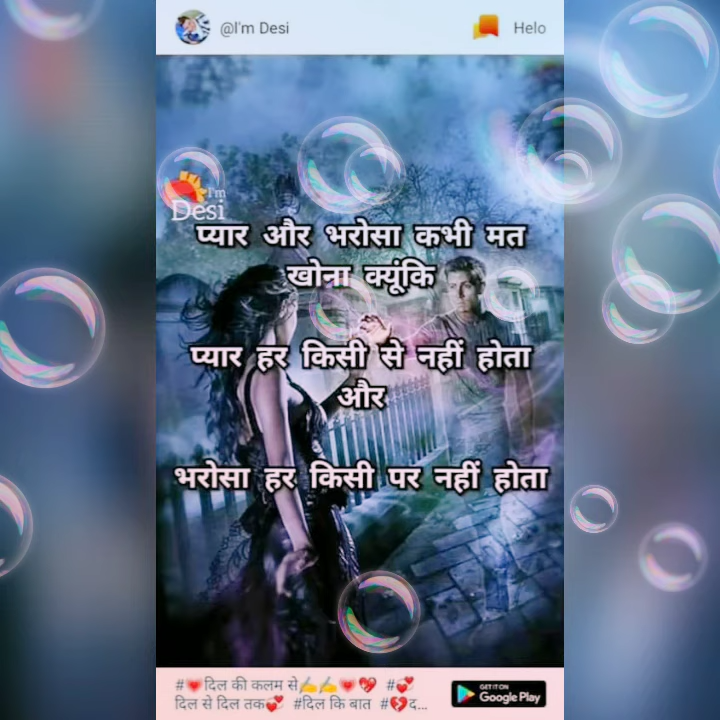 @I'm Desi
Helo
I'm
Desi
प्यार और भरोसा कभी मत
खोना क्यूंकि
प्यार हर किसी से नहीं होता
और
भरोसा हर किसी पर नहीं होता
#💓दिल की कलम से✍✍💓💖 #💞
दिल से दिल तक💞 #दिल कि बात #💔द...
GET IT ON
Google Play